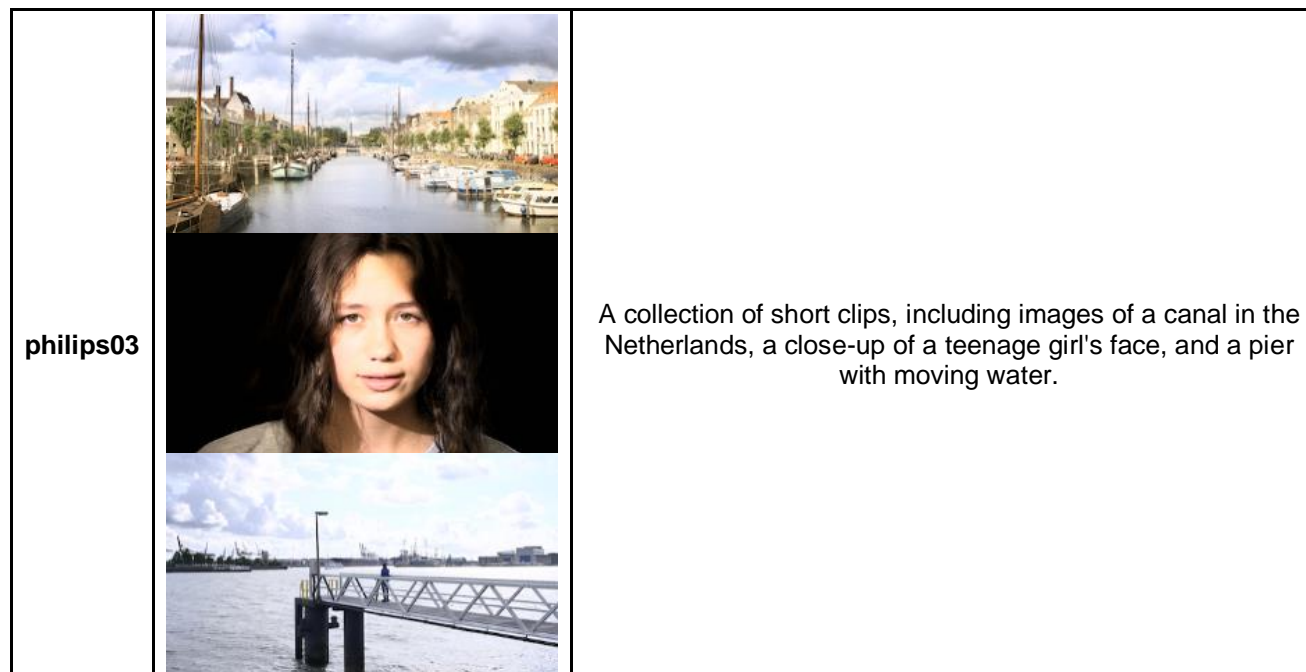 philips03
A collection of short clips, including images of a canal in the
Netherlands, a close-up of a teenage girl's face, and a pier
with moving water.